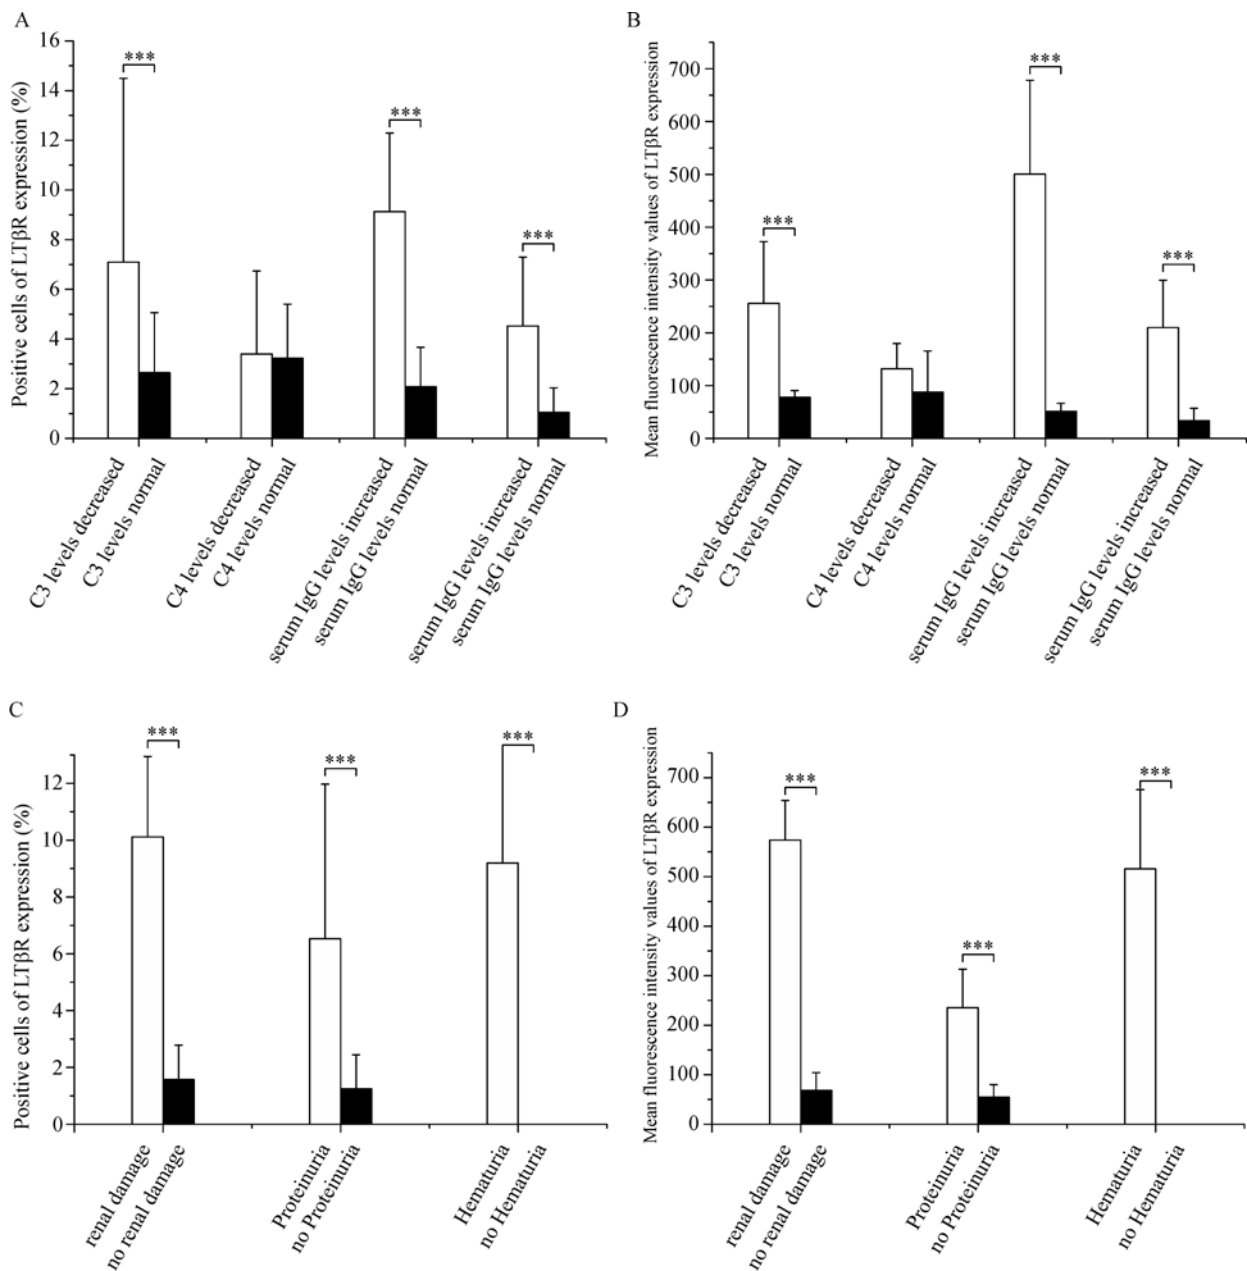 A
Positive cells of LTβR expression (%)
16
14
12
10
8
6
4
2
0
***
***
***
C3 levels decreased
C3 levels normal
C4 levels decreased
C4 levels normal
serum IgG levels increased
serum IgG levels normal
serum IgG levels increased
serum IgG levels normal
B
Mean fluorescence intensity values of LTβR expression
700
600
500
400
300
200
100
0
***
***
***
C3 levels decreased
C3 levels normal
C4 levels decreased
C4 levels normal
serum IgG levels increased
serum IgG levels normal
serum IgG levels increased
serum IgG levels normal
C
Positive cells of LTβR expression (%)
12
10
8
6
4
2
0
***
***
***
renal damage
no renal damage
Proteinuria
no Proteinuria
Hematuria
no Hematuria
D
Mean fluorescence intensity values of LTβR expression
700
600
500
400
300
200
100
0
***
***
***
renal damage
no renal damage
Proteinuria
no Proteinuria
Hematuria
no Hematuria